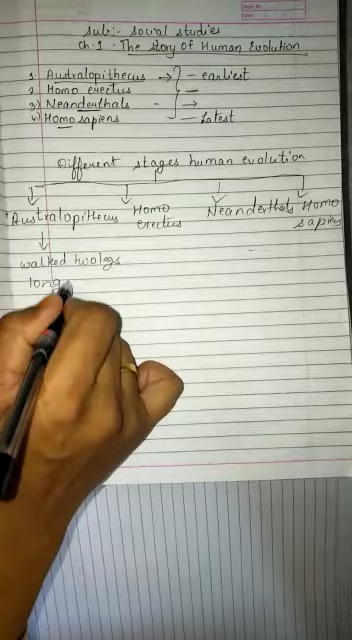 Sub:- Social studies
Ch-1. The story of Human Evolution
1. Australopithecus → - earliest
2. Homo erectus -
3) Neanderthals - →
4) Homo sapiens - Latest
Different stages human evolution
Australopithecus Homo erectus Neanderthals Homo sapiens
walked
long